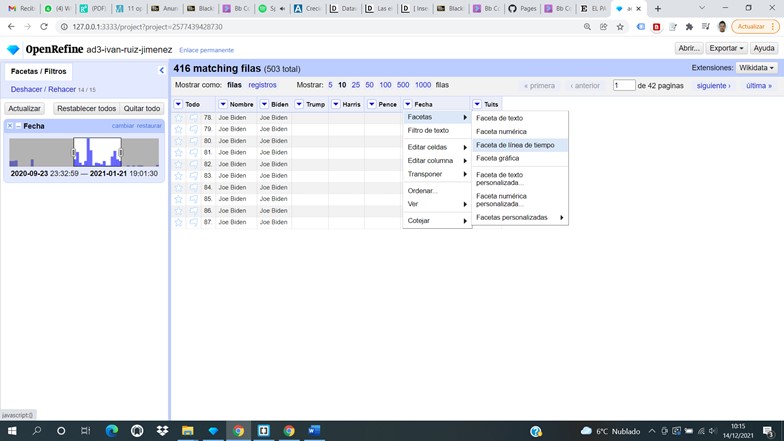 Recib
(4) W
(PDF)
11 op
Anun
Black
Bb Co
Sp
Creci
Data
Las e
[ Inse
Black
Bb Co
Pages
Bb Co
EL RI
ad
127.0.0.1:3333/project?project=2577439428730
Actualizar
OpenRefine ad3-ivan-ruiz-jimenez Enlace permanente
Abrir... Exportar Ayuda
Facetas / Filtros
Deshacer / Rehacer 14 / 15
Actualizar Restablecer todos Quitar todo
Fecha cambiar restaurar
2020-09-23 23:32:59 — 2021-01-21 19:01:30
416 matching filas (503 total)
Extensiones: Wikidata
Mostrar como: filas registros Mostrar: 5 10 25 50 100 500 1000 filas
« primera ‹ anterior 1 de 42 paginas siguiente › última »
Todo Nombre Biden Trump Harris Pence Fecha Tuits
78. Joe Biden Joe Biden
79. Joe Biden Joe Biden
80. Joe Biden Joe Biden
81. Joe Biden Joe Biden
82. Joe Biden Joe Biden
83. Joe Biden Joe Biden
84. Joe Biden Joe Biden
85. Joe Biden Joe Biden
86. Joe Biden Joe Biden
87. Joe Biden Joe Biden
Facetas
Filtro de texto
Editar celdas
Editar columna
Transponer
Ordenar...
Ver
Cotejar
Faceta de texto
Faceta numérica
Faceta de línea de tiempo
Faceta gráfica
Faceta de texto
personalizada...
Faceta numérica
personalizada...
Facetas personalizadas
javascript:{}
6°C Nublado
10:15
14/12/2021